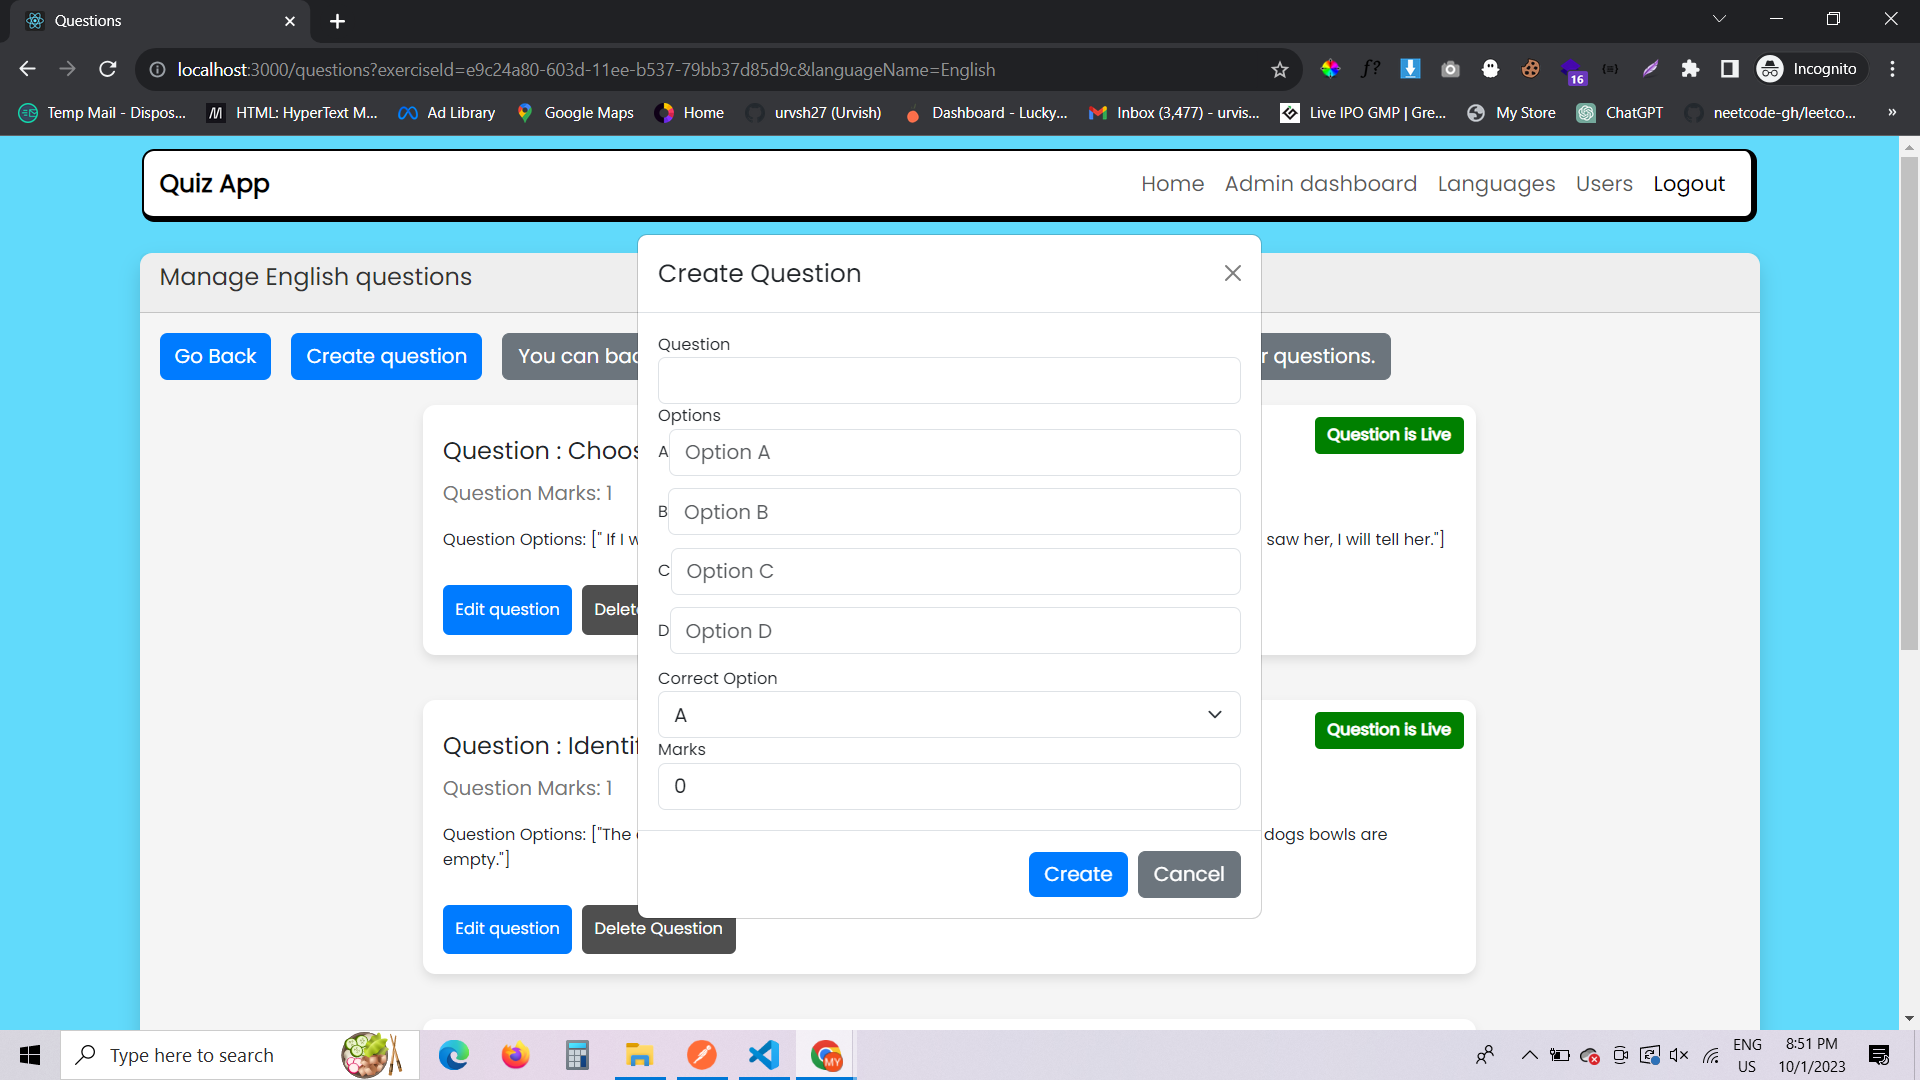 Questions
localhost:3000/questions?exerciseId=e9c24a80-603d-11ee-b537-79bb37d85d9c&languageName=English
f?
16
Incognito
Temp Mail - Dispos...
HTML: HyperText M...
Ad Library
Google Maps
Home
urvsh27 (Urvish)
Dashboard - Lucky...
Inbox (3,477) - urvis...
Live IPO GMP | Gre...
My Store
ChatGPT
neetcode-gh/leetco...
»
Quiz App
Home
Admin dashboard
Languages
Users
Logout
Manage English questions
Go Back
Create question
You can bac
r questions.
Create Question
Question
Options
A
Option A
B
Option B
C
Option C
D
Option D
Correct Option
A
Marks
0
Create
Cancel
Question : Choos
Question is Live
Question Marks: 1
Question Options: [" If I w
saw her, I will tell her."]
Edit question
Delet
Question : Identif
Question is Live
Question Marks: 1
Question Options: ["The
dogs bowls are
empty."]
Edit question
Delete Question
Type here to search
MY
ENG
US
8:51 PM
10/1/2023